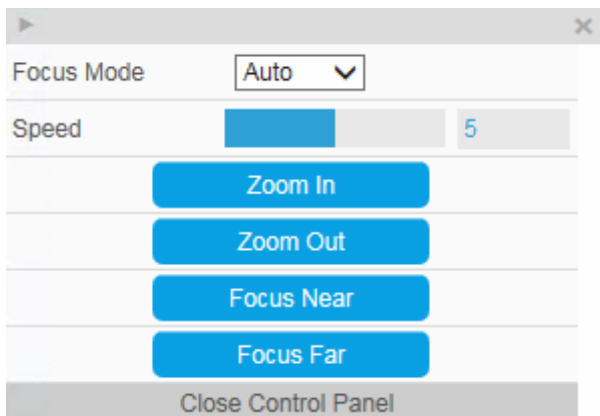 Focus Mode Auto
Speed 5
Zoom In
Zoom Out
Focus Near
Focus Far
Close Control Panel